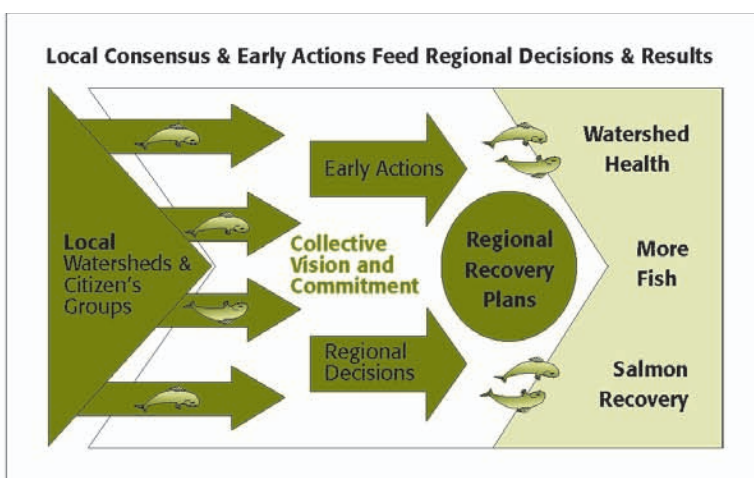 Local Consensus & Early Actions Feed Regional Decisions & Results
Local
Watersheds &
Citizen's
Groups
Early Actions
Collective
Vision and
Commitment
Regional
Decisions
Regional
Recovery
Plans
Watershed
Health
More
Fish
Salmon
Recovery